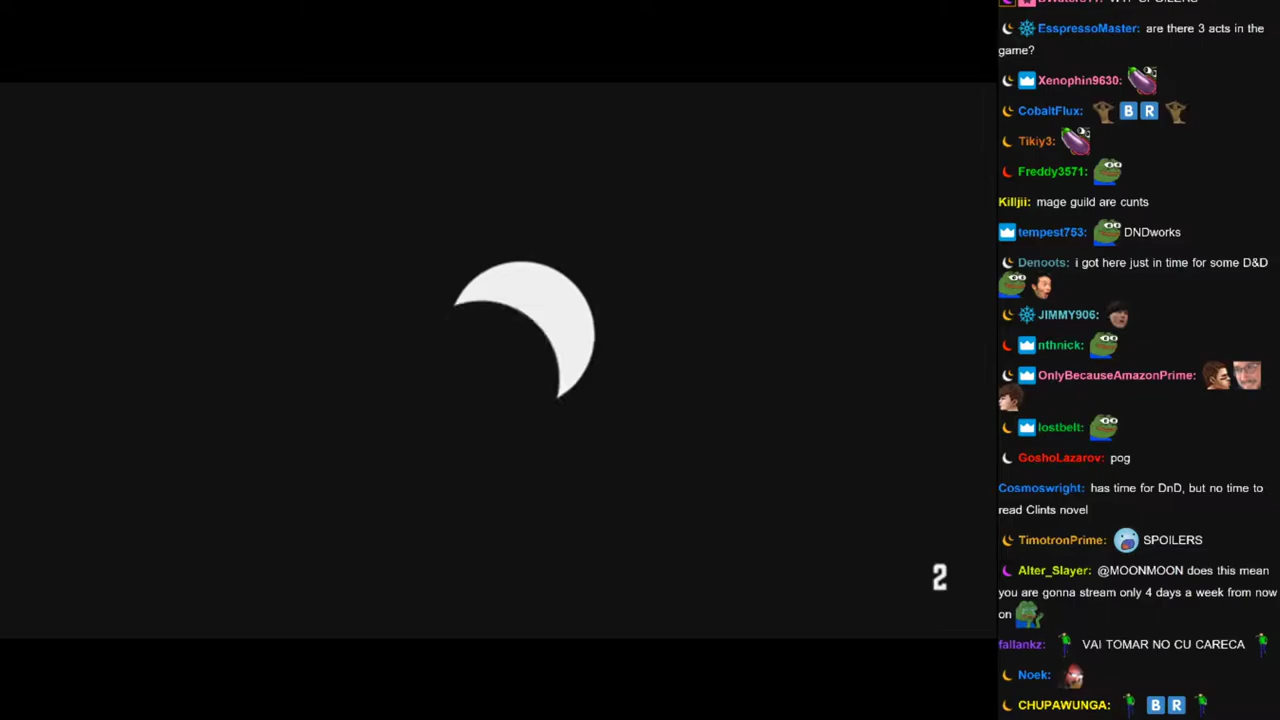 EsspressoMaster: are there 3 acts in the
game?
Xenophin9630:
CobaltFlux: B R
Tikiy3:
Freddy3571:
Killjii: mage guild are cunts
tempest753: DNDworks
Denoots: i got here just in time for some D&D
JIMMY906:
nthnick:
OnlyBecauseAmazonPrime:
lostbelt:
GoshoLazarov: pog
Cosmoswright: has time for DnD, but no time to
read Clints novel
TimotronPrime: SPOILERS
Alter_Slayer: @MOONMOON does this mean
you are gonna stream only 4 days a week from now
on
fallankz: VAI TOMAR NO CU CARECA
Noek:
CHUPAWUNGA: B R
2